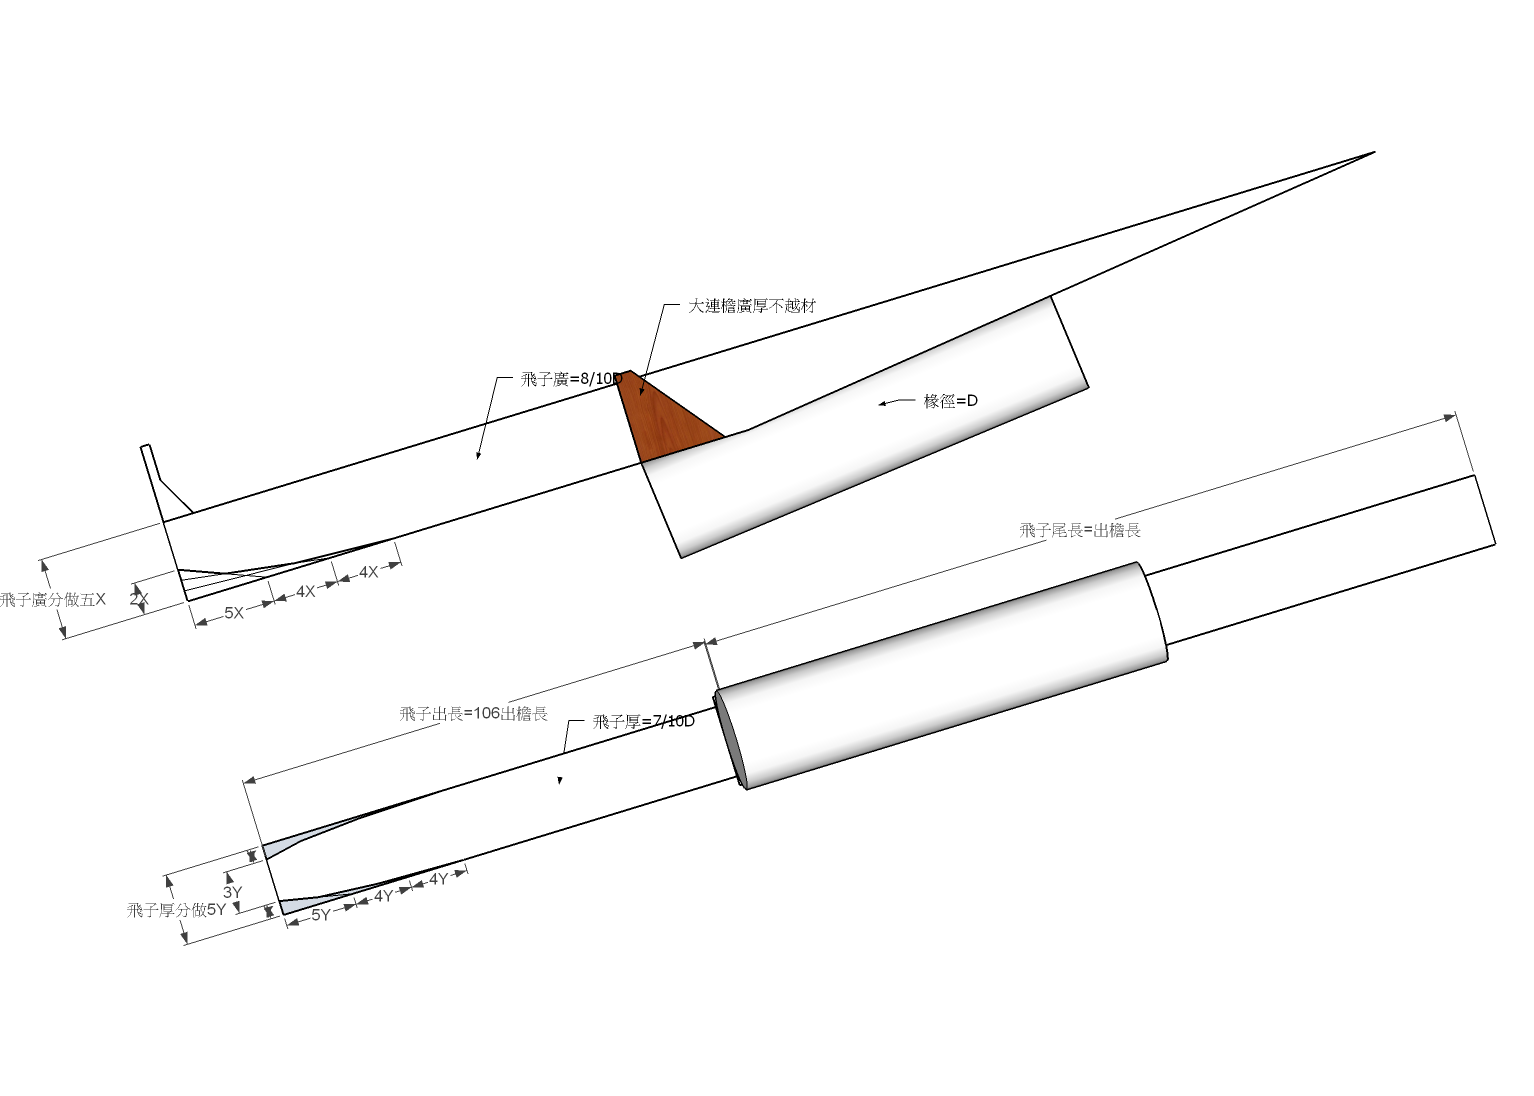 大連檐廣厚不越材
飛子廣=8/10D
椽徑=D
飛子尾長=出檐長
飛子廣分做五X
2X
5X
4X
4X
飛子出長=106出檐長
飛子厚=7/10D
3Y
飛子厚分做5Y
5Y
4Y
4Y